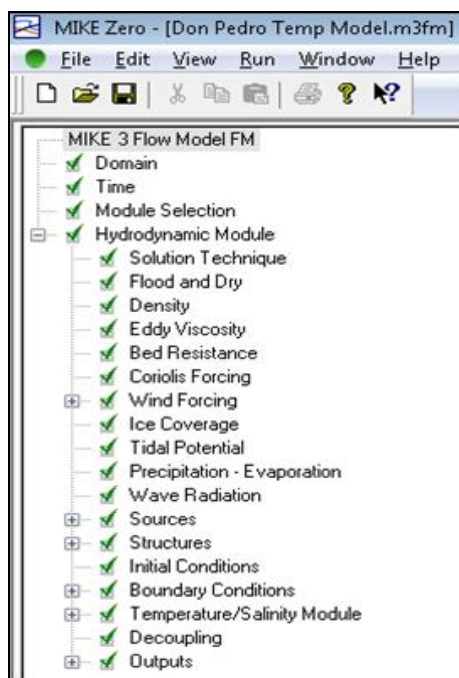 MIKE Zero - [Don Pedro Temp Model.m3fm]
File Edit View Run Window Help
MIKE 3 Flow Model FM
Domain
Time
Module Selection
Hydrodynamic Module
Solution Technique
Flood and Dry
Density
Eddy Viscosity
Bed Resistance
Coriolis Forcing
Wind Forcing
Ice Coverage
Tidal Potential
Precipitation - Evaporation
Wave Radiation
Sources
Structures
Initial Conditions
Boundary Conditions
Temperature/Salinity Module
Decoupling
Outputs